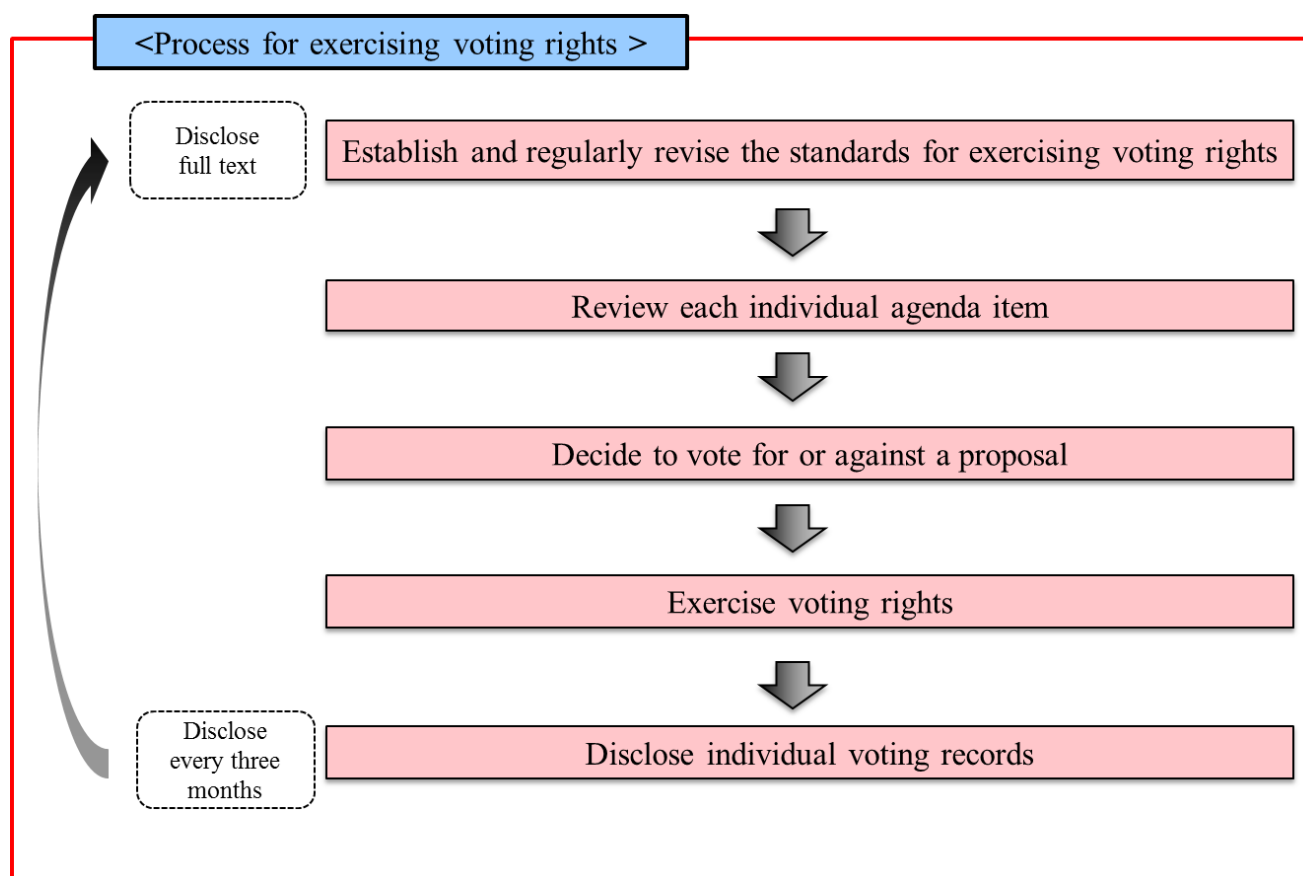 <Process for exercising voting rights >
Disclose
full text
Establish and regularly revise the standards for exercising voting rights
Review each individual agenda item
Decide to vote for or against a proposal
Exercise voting rights
Disclose
every three
months
Disclose individual voting records